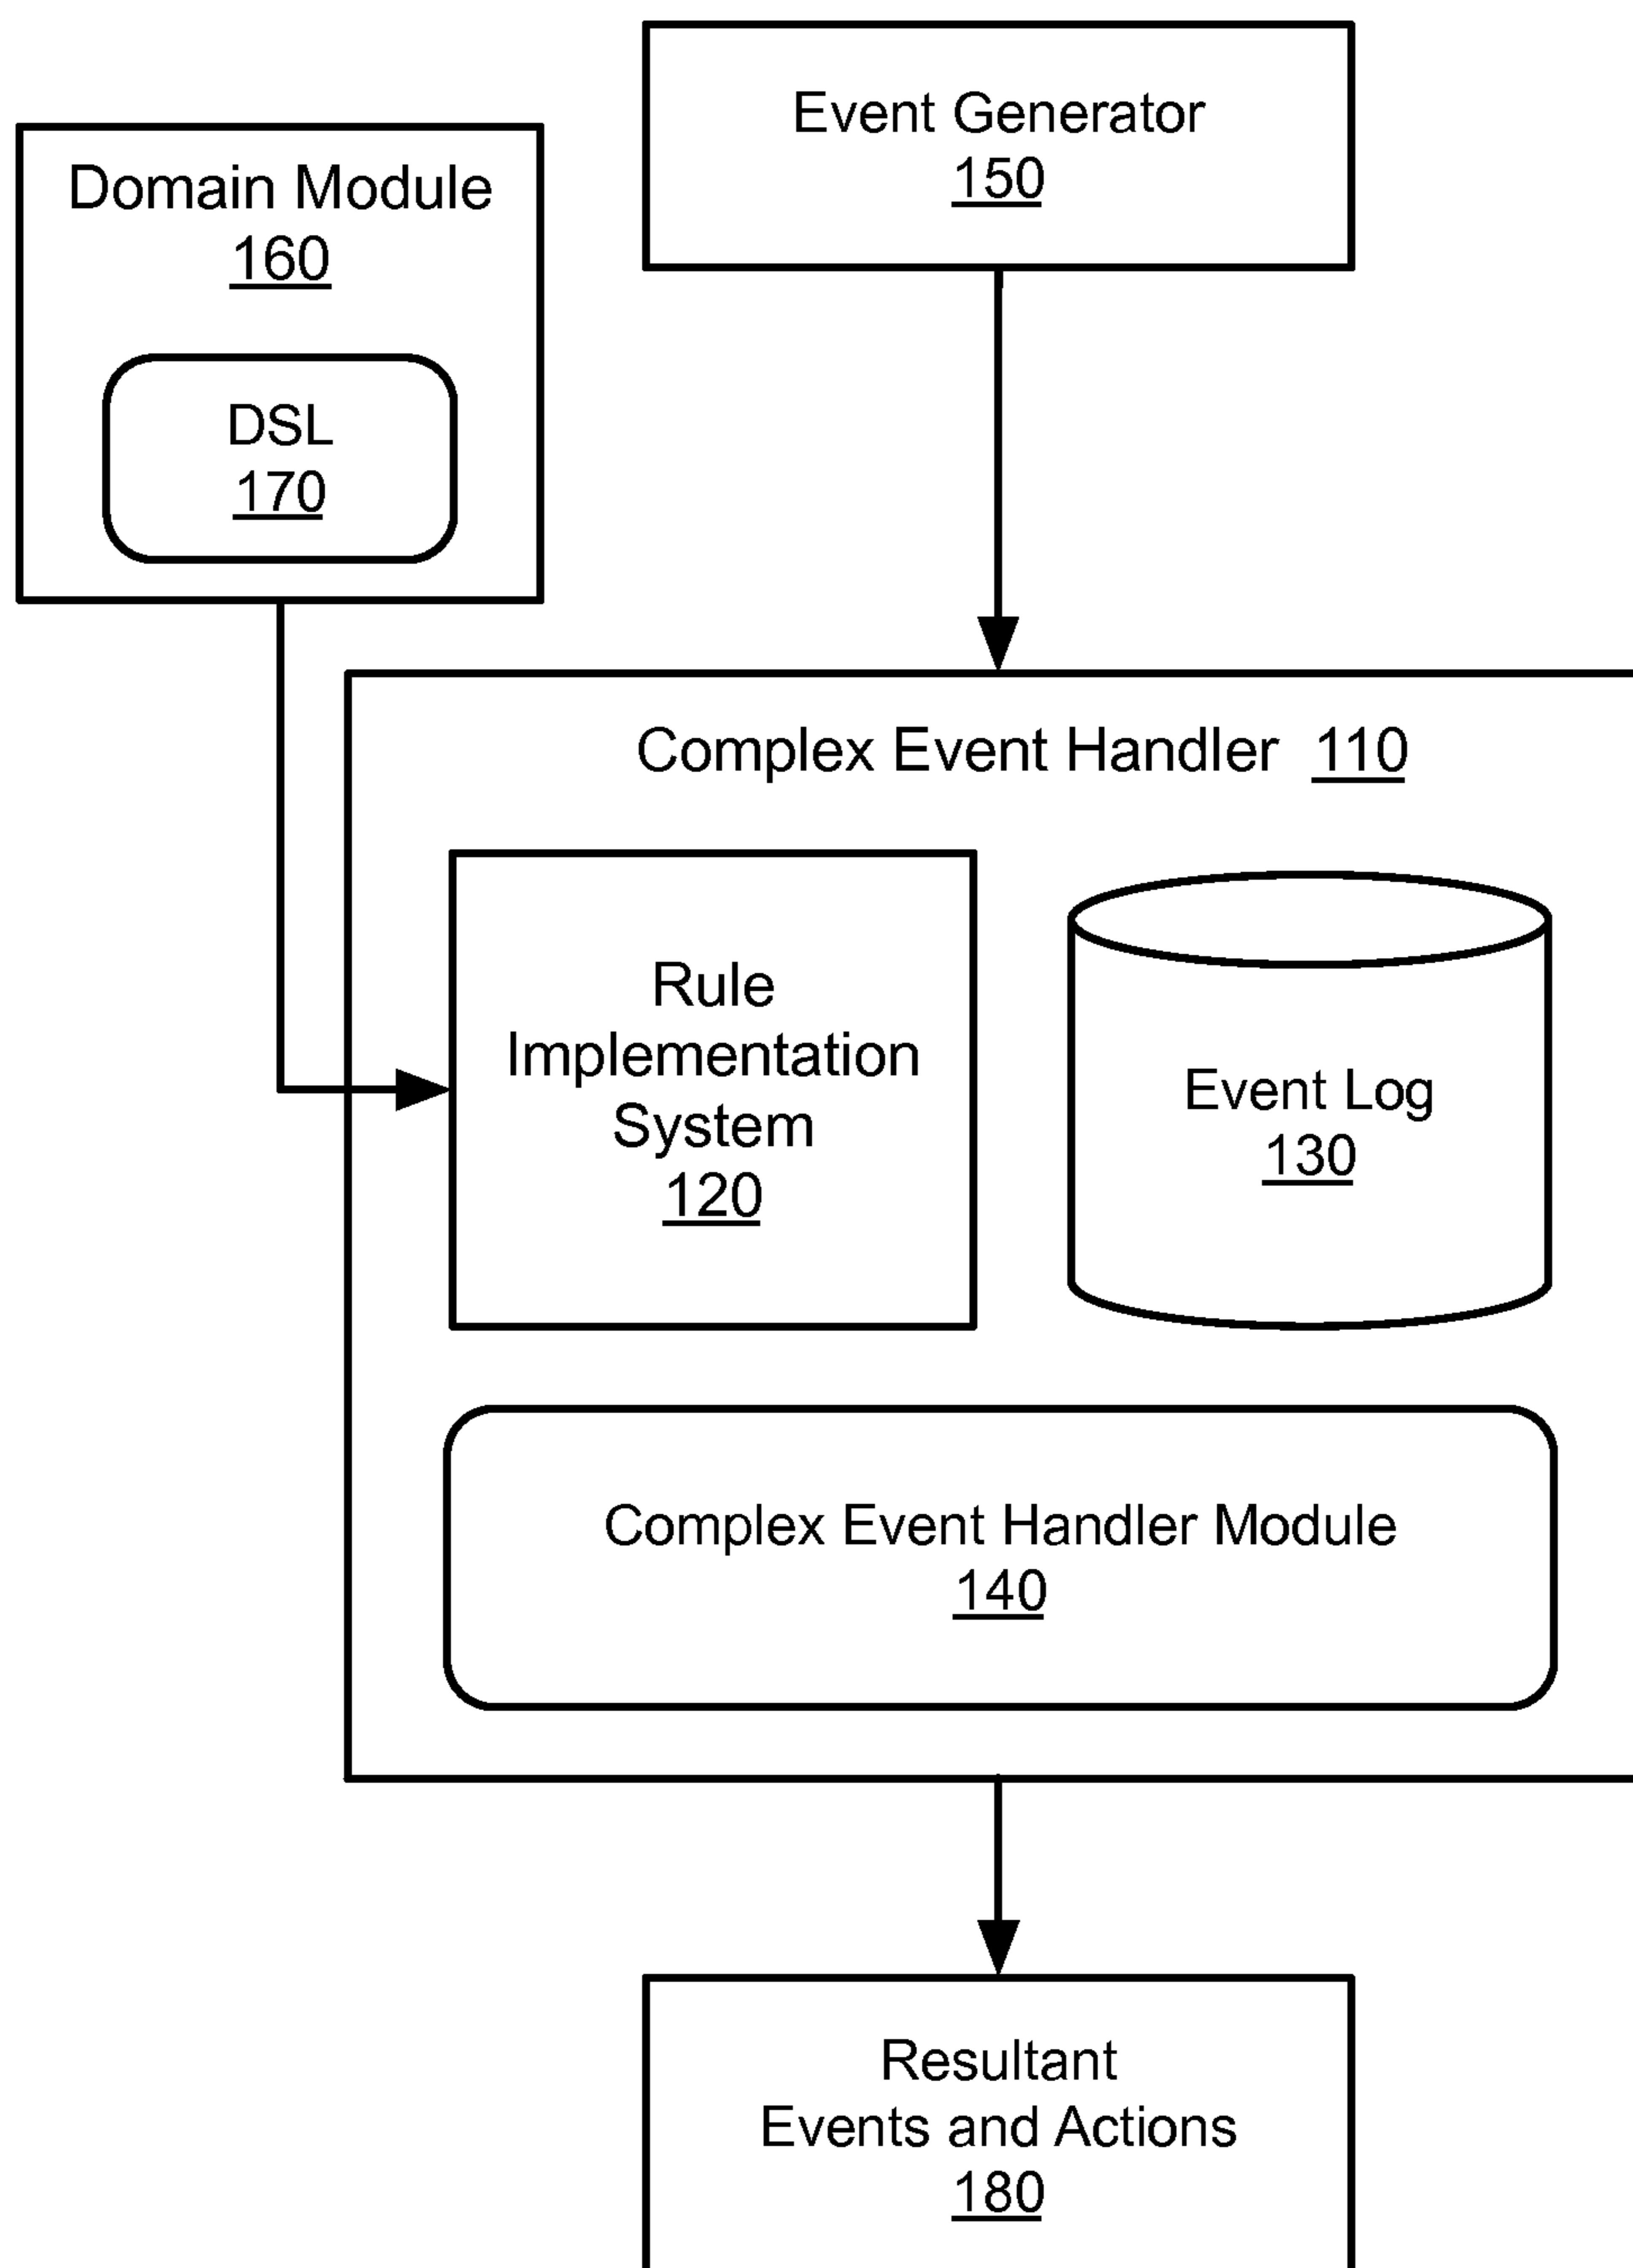 Event Generator
150
Domain Module
160
DSL
170
Complex Event Handler 110
Rule
Implementation
System
120
Event Log
130
Complex Event Handler Module
140
Resultant
Events and Actions
180